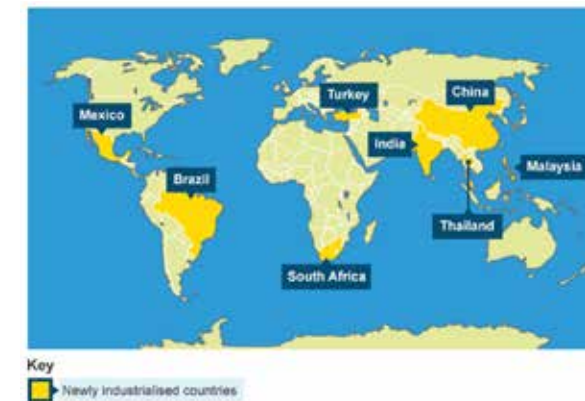 Turkey
China
Mexico
India
Malaysia
Brazil
Thailand
South Africa
Key
Newly industrialised countries